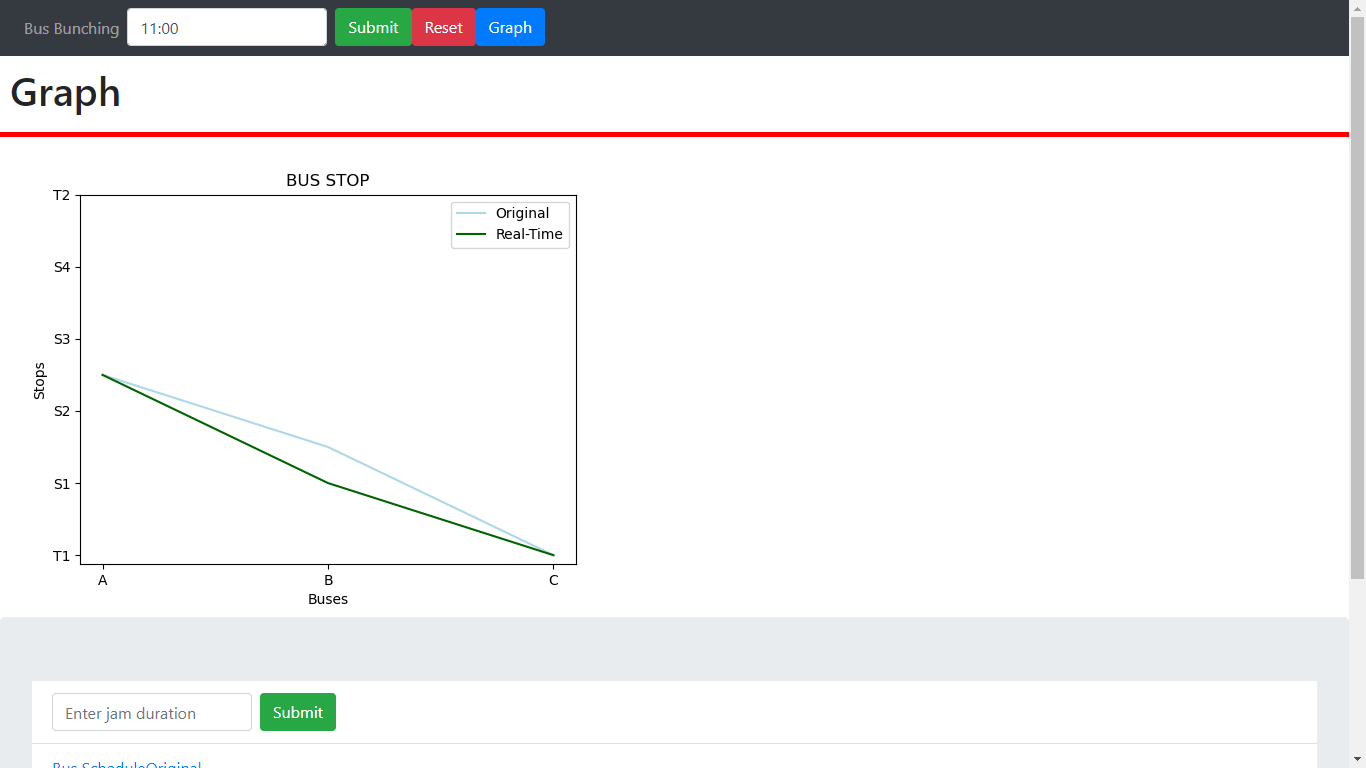 Bus Bunching 11:00 Submit Reset Graph
Graph
BUS STOP
T2
Original
Real-Time
S4
S3
Stops
S2
S1
T1
A B C
Buses
Enter jam duration Submit
Bus ScheduleOriginal